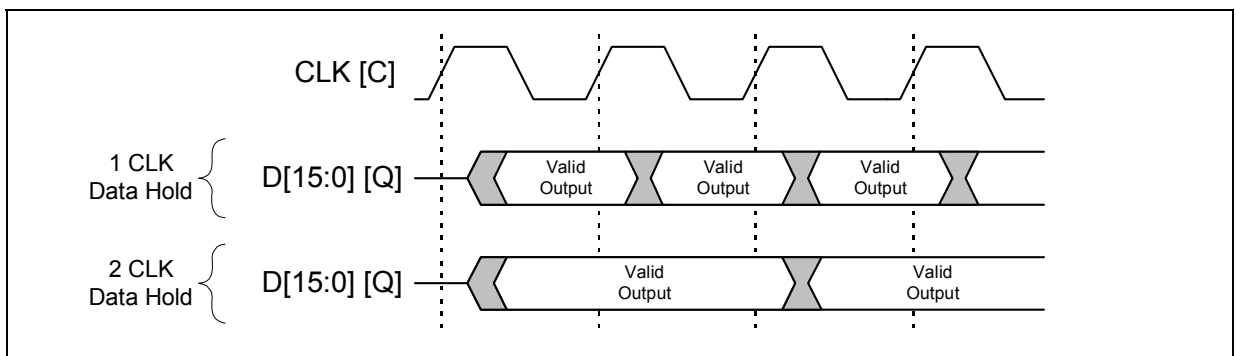 CLK [C]
1 CLK
Data Hold
D[15:0] [Q]
Valid
Output
Valid
Output
Valid
Output
2 CLK
Data Hold
D[15:0] [Q]
Valid
Output
Valid
Output